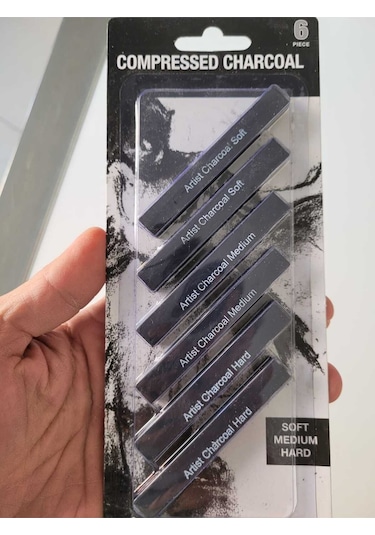 6
PIECE
COMPRESSED CHARCOAL
Artist Charcoal Soft
Artist Charcoal Soft
Artist Charcoal Medium
Artist Charcoal Medium
Artist Charcoal Hard
Artist Charcoal Hard
SOFT
MEDIUM
HARD